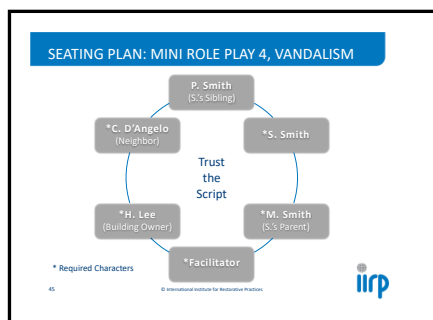 SEATING PLAN: MINI ROLE PLAY 4, VANDALISM
P. Smith
(S.'s Sibling)
*C. D'Angelo
(Neighbor)
*S. Smith
Trust
the
Script
*H. Lee
(Building Owner)
*M. Smith
(S.'s Parent)
*Facilitator
* Required Characters
45
© International Institute for Restorative Practices
iirp